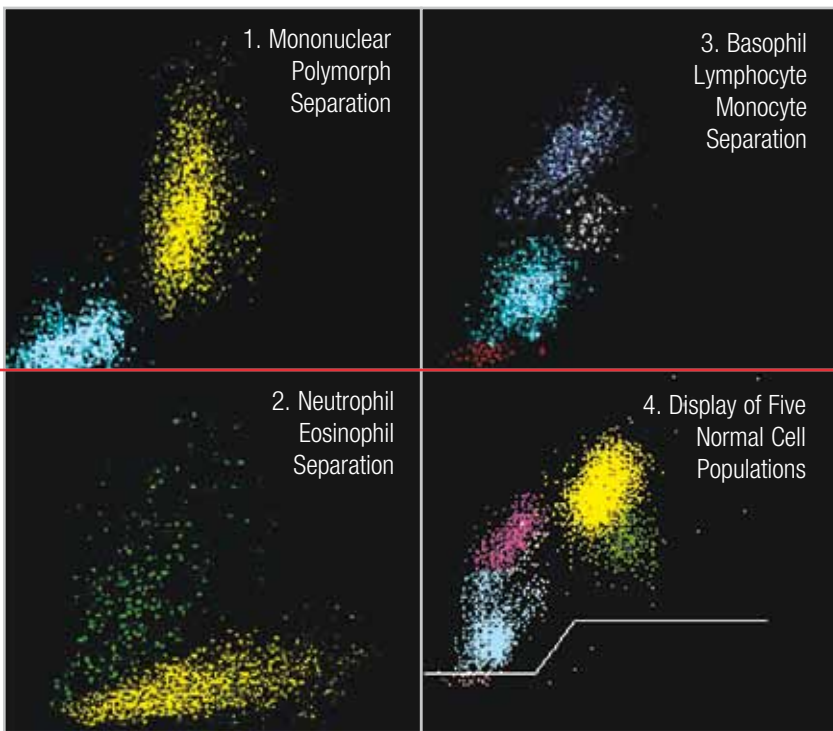 1. Mononuclear
Polymorph
Separation
3. Basophil
Lymphocyte
Monocyte
Separation
2. Neutrophil
Eosinophil
Separation
4. Display of Five
Normal Cell
Populations